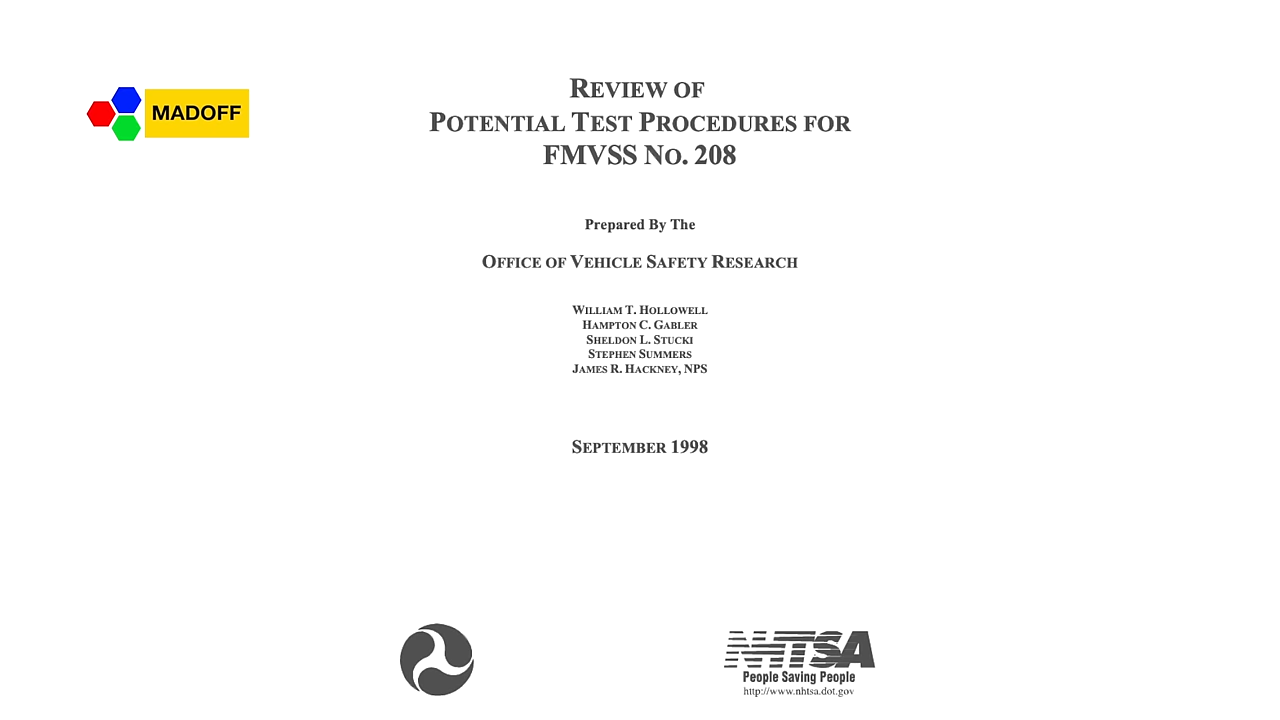 MADOFF
REVIEW OF
POTENTIAL TEST PROCEDURES FOR
FMVSS NO. 208
Prepared By The
OFFICE OF VEHICLE SAFETY RESEARCH
WILLIAM T. HOLLOWELL
HAMPTON C. GABLER
SHELDON L. STUCKI
STEPHEN SUMMERS
JAMES R. HACKNEY, NPS
SEPTEMBER 1998
NHTSA
People Saving People
http://www.nhtsa.dot.gov